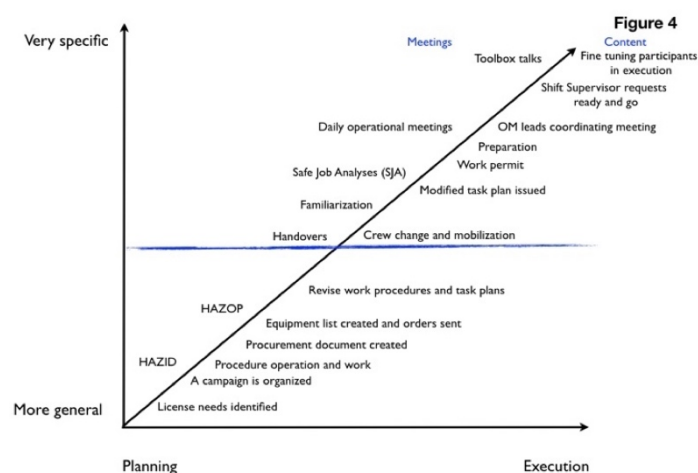 Figure 4
Very specific
Meetings
Content
Toolbox talks
Fine tuning participants
in execution
Shift Supervisor requests
ready and go
Daily operational meetings
OM leads coordinating meeting
Preparation
Work permit
Safe Job Analyses (SJA)
Modified task plan issued
Familiarization
Handovers
Crew change and mobilization
Revise work procedures and task plans
HAZOP
Equipment list created and orders sent
Procurement document created
HAZID
Procedure operation and work
A campaign is organized
More general
License needs identified
Planning
Execution